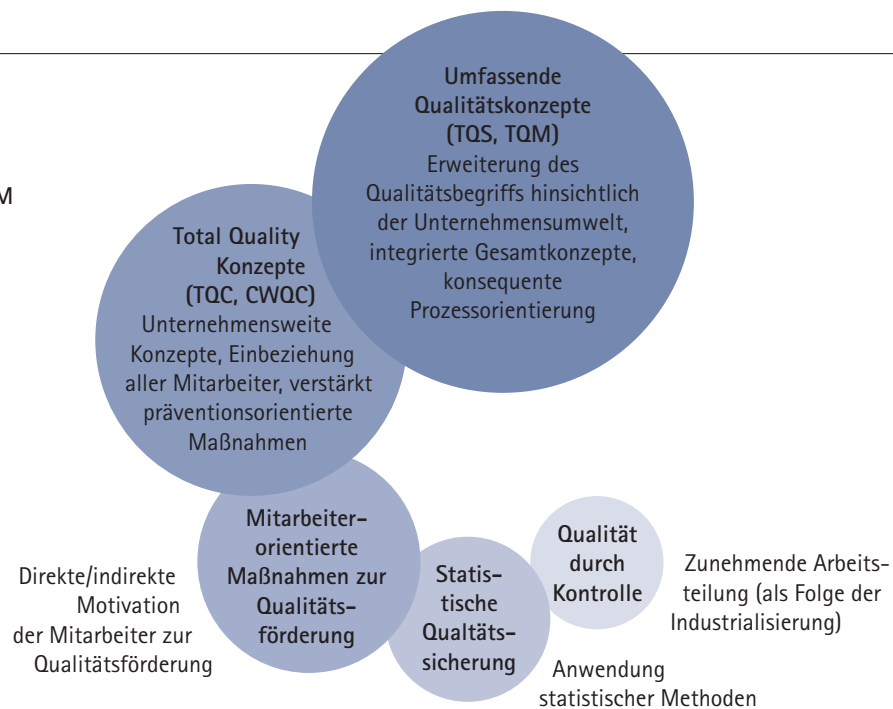 Umfassende
Qualitätskonzepte
(TQS, TQM)
Erweiterung des
Qualitätsbegriffs hinsichtlich
der Unternehmensumwelt,
integrierte Gesamtkonzepte,
konsequente
Prozessorientierung
M
Total Quality
Konzepte
(TQC, CWQC)
Unternehmensweite
Konzepte, Einbeziehung
aller Mitarbeiter, verstärkt
präventionsorientierte
Maßnahmen
Mitarbeiter-
orientierte
Maßnahmen zur
Qualitäts-
förderung
Direkte/indirekte
Motivation
der Mitarbeiter zur
Qualitätsförderung
Statis-
tische
Qualtäts-
sicherung
Anwendung
statistischer Methoden
Qualität
durch
Kontrolle
Zunehmende Arbeits-
teilung (als Folge der
Industrialisierung)